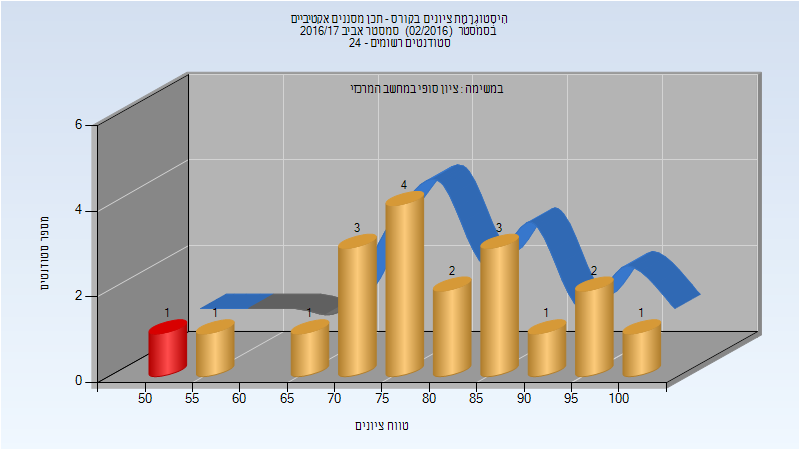 היסטוגרמת ציונים בקורס - תכן מסננים אקטיביים
בסמסטר (02/2016) סמסטר אביב 2016/17
סטודנטים רשומים - 24
במשימה : ציון סופי במחשב המרכזי
6
4
2
0
מספר סטודנטים
1
1
1
3
4
2
3
1
2
1
50 55 60 65 70 75 80 85 90 95 100
טווח ציונים